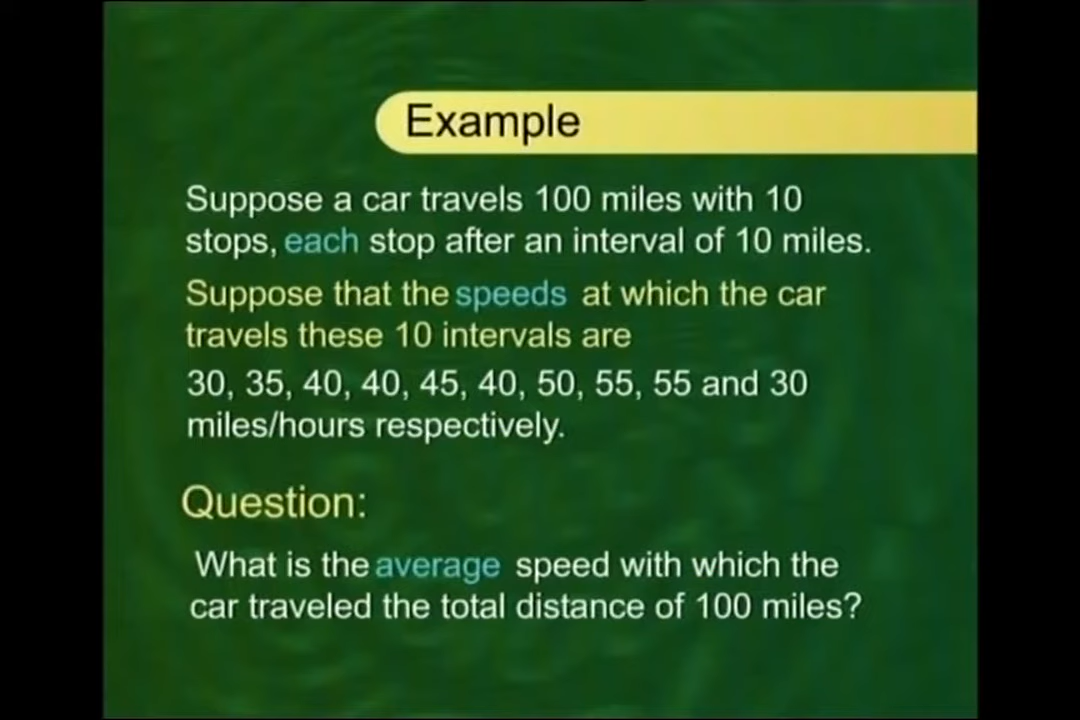 Example
Suppose a car travels 100 miles with 10
stops, each stop after an interval of 10 miles.
Suppose that the speeds at which the car
travels these 10 intervals are
30, 35, 40, 40, 45, 40, 50, 55, 55 and 30
miles/hours respectively.
Question:
What is the average speed with which the
car traveled the total distance of 100 miles?